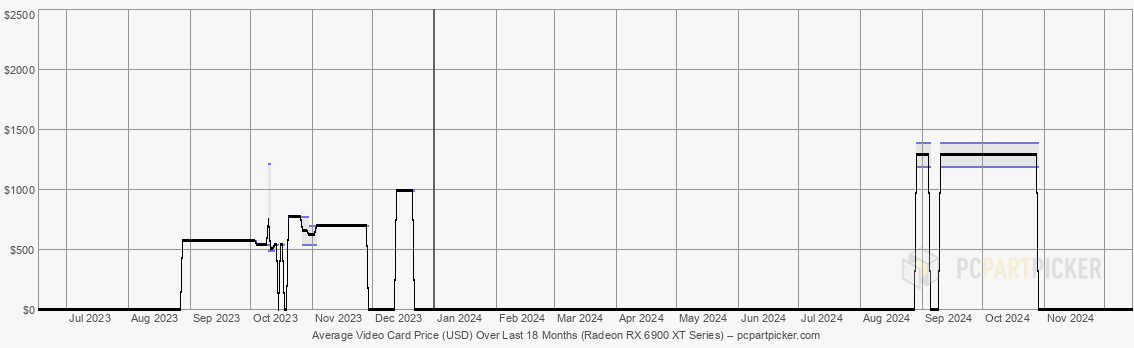 $2500
$2000
$1500
$1000
$500
$0
PCPARTPICKER
Jul 2023 Aug 2023 Sep 2023 Oct 2023 Nov 2023 Dec 2023 Jan 2024 Feb 2024 Mar 2024 Apr 2024 May 2024 Jun 2024 Jul 2024 Aug 2024 Sep 2024 Oct 2024 Nov 2024
Average Video Card Price (USD) Over Last 18 Months (Radeon RX 6900 XT Series) -- pcpartpicker.com